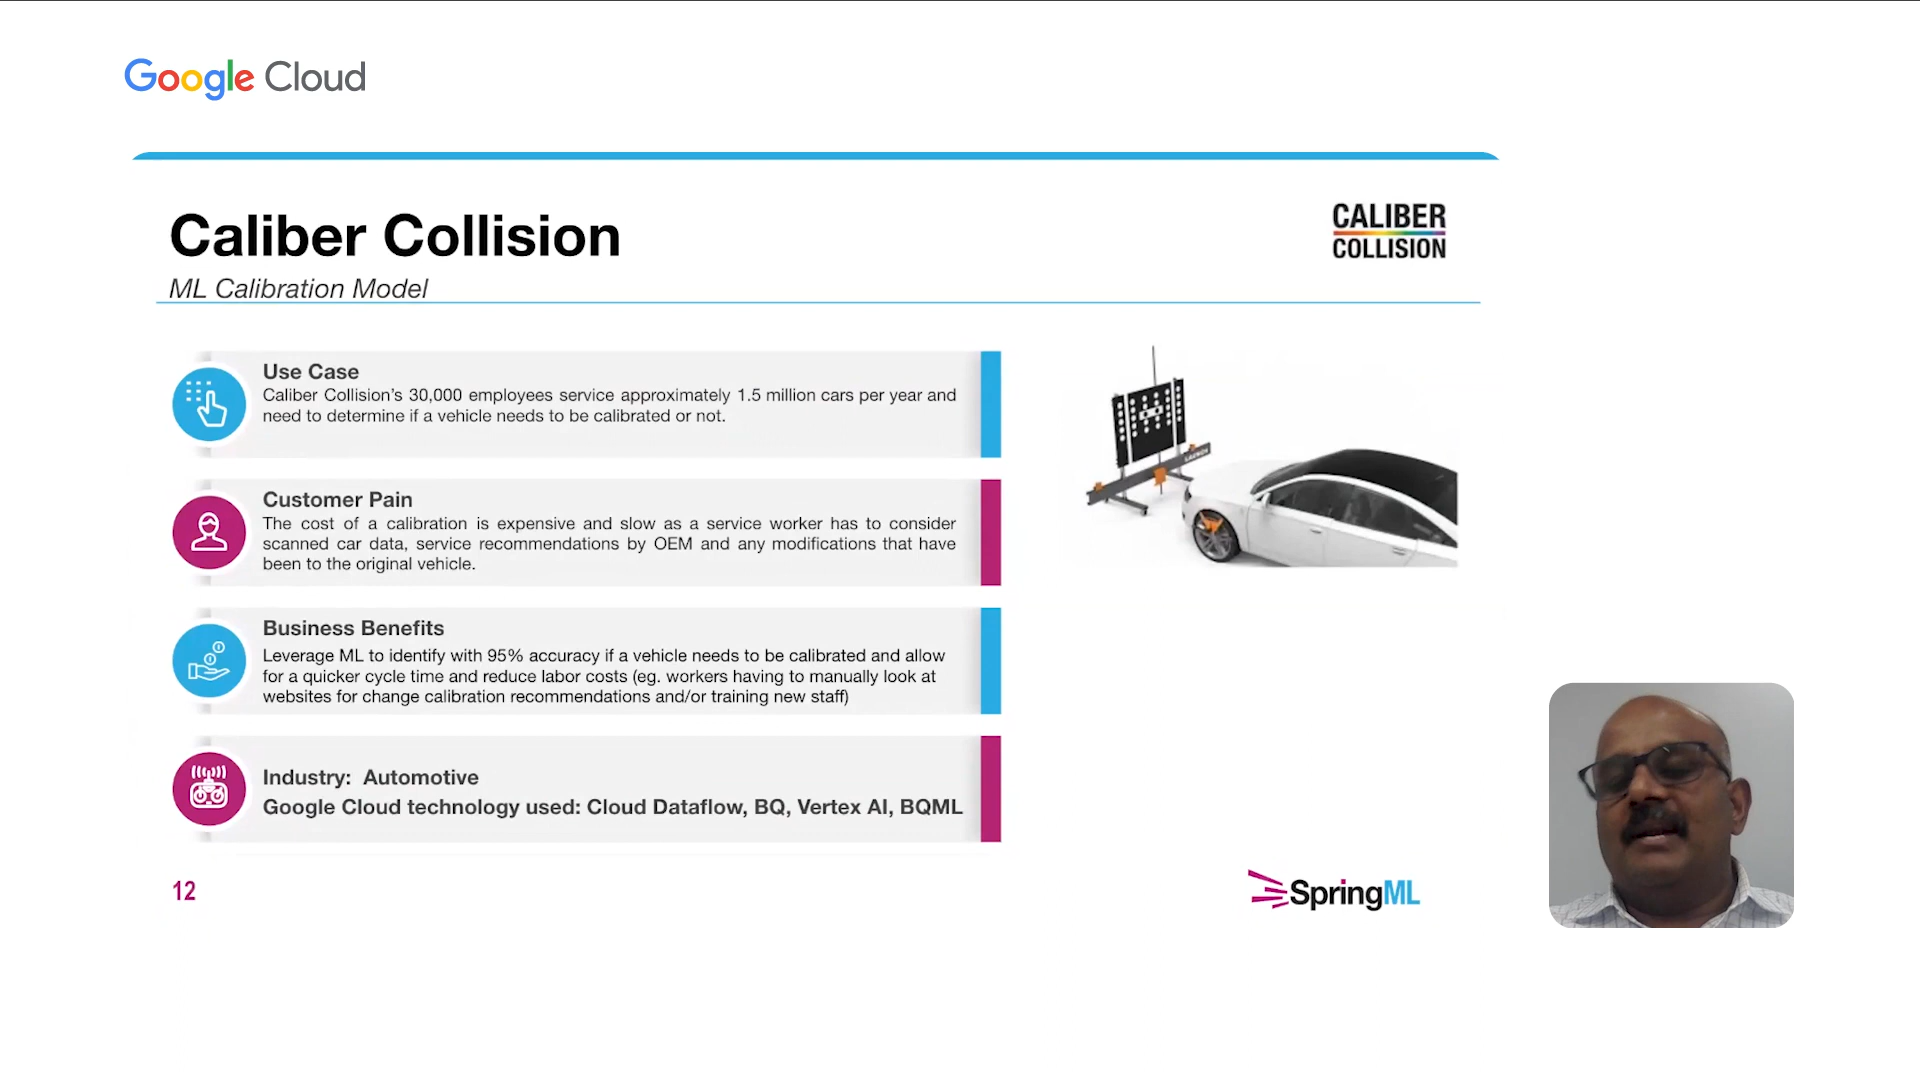 Google Cloud
Caliber Collision
ML Calibration Model
CALIBER
COLLISION
Use Case
Caliber Collision's 30,000 employees service approximately 1.5 million cars per year and
need to determine if a vehicle needs to be calibrated or not.
Customer Pain
The cost of a calibration is expensive and slow as a service worker has to consider
scanned car data, service recommendations by OEM and any modifications that have
been to the original vehicle.
Business Benefits
Leverage ML to identify with 95% accuracy if a vehicle needs to be calibrated and allow
for a quicker cycle time and reduce labor costs (eg. workers having to manually look at
websites for change calibration recommendations and/or training new staff)
Industry: Automotive
Google Cloud technology used: Cloud Dataflow, BQ, Vertex AI, BQML
LAUNCH
12
SpringML